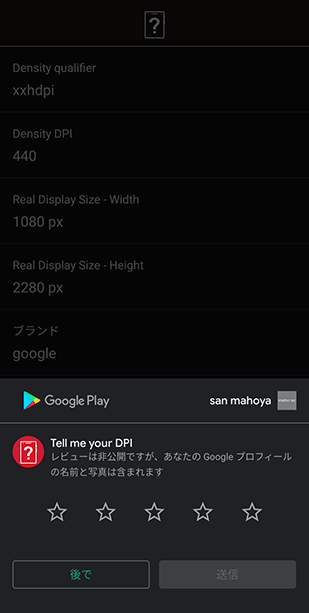 ?
Density qualifier
xxhdpi
Density DPI
440
Real Display Size - Width
1080 px
Real Display Size - Height
2280 px
ブランド
google
Google Play
san mahoya
?
Tell me your DPI
レビューは非公開ですが、あなたの Google プロフィール
の名前と写真は含まれます
後で
送信